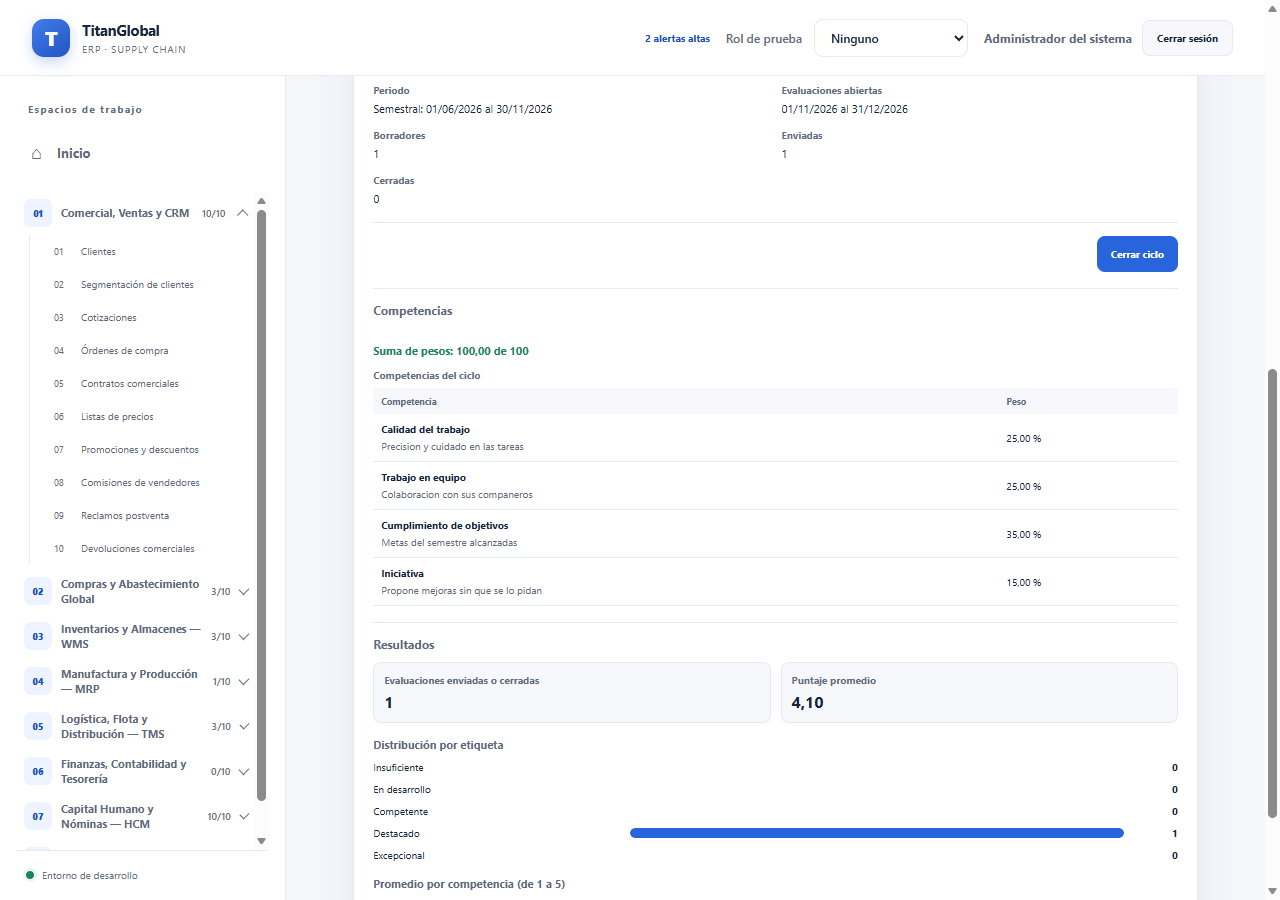 T
TitanGlobal
ERP · SUPPLY CHAIN
2 alertas altas
Rol de prueba
Ninguno
Administrador del sistema
Cerrar sesión
Espacios de trabajo
Inicio
01 Comercial, Ventas y CRM 10/10
01 Clientes
02 Segmentación de clientes
03 Cotizaciones
04 Órdenes de compra
05 Contratos comerciales
06 Listas de precios
07 Promociones y descuentos
08 Comisiones de vendedores
09 Reclamos postventa
10 Devoluciones comerciales
02 Compras y Abastecimiento
Global
3/10
03 Inventarios y Almacenes —
WMS
3/10
04 Manufactura y Producción
— MRP
1/10
05 Logística, Flota y
Distribución — TMS
3/10
06 Finanzas, Contabilidad y
Tesorería
0/10
07 Capital Humano y
Nóminas — HCM
10/10
Entorno de desarrollo
Periodo
Semestral: 01/06/2026 al 30/11/2026
Evaluaciones abiertas
01/11/2026 al 31/12/2026
Borradores
1
Enviadas
1
Cerradas
0
Cerrar ciclo
Competencias
Suma de pesos: 100,00 de 100
Competencias del ciclo
Competencia Peso
Calidad del trabajo
Precision y cuidado en las tareas
25,00 %
Trabajo en equipo
Colaboracion con sus companeros
25,00 %
Cumplimiento de objetivos
Metas del semestre alcanzadas
35,00 %
Iniciativa
Propone mejoras sin que se lo pidan
15,00 %
Resultados
Evaluaciones enviadas o cerradas
1
Puntaje promedio
4,10
Distribución por etiqueta
Insuficiente 0
En desarrollo 0
Competente 0
Destacado 1
Excepcional 0
Promedio por competencia (de 1 a 5)